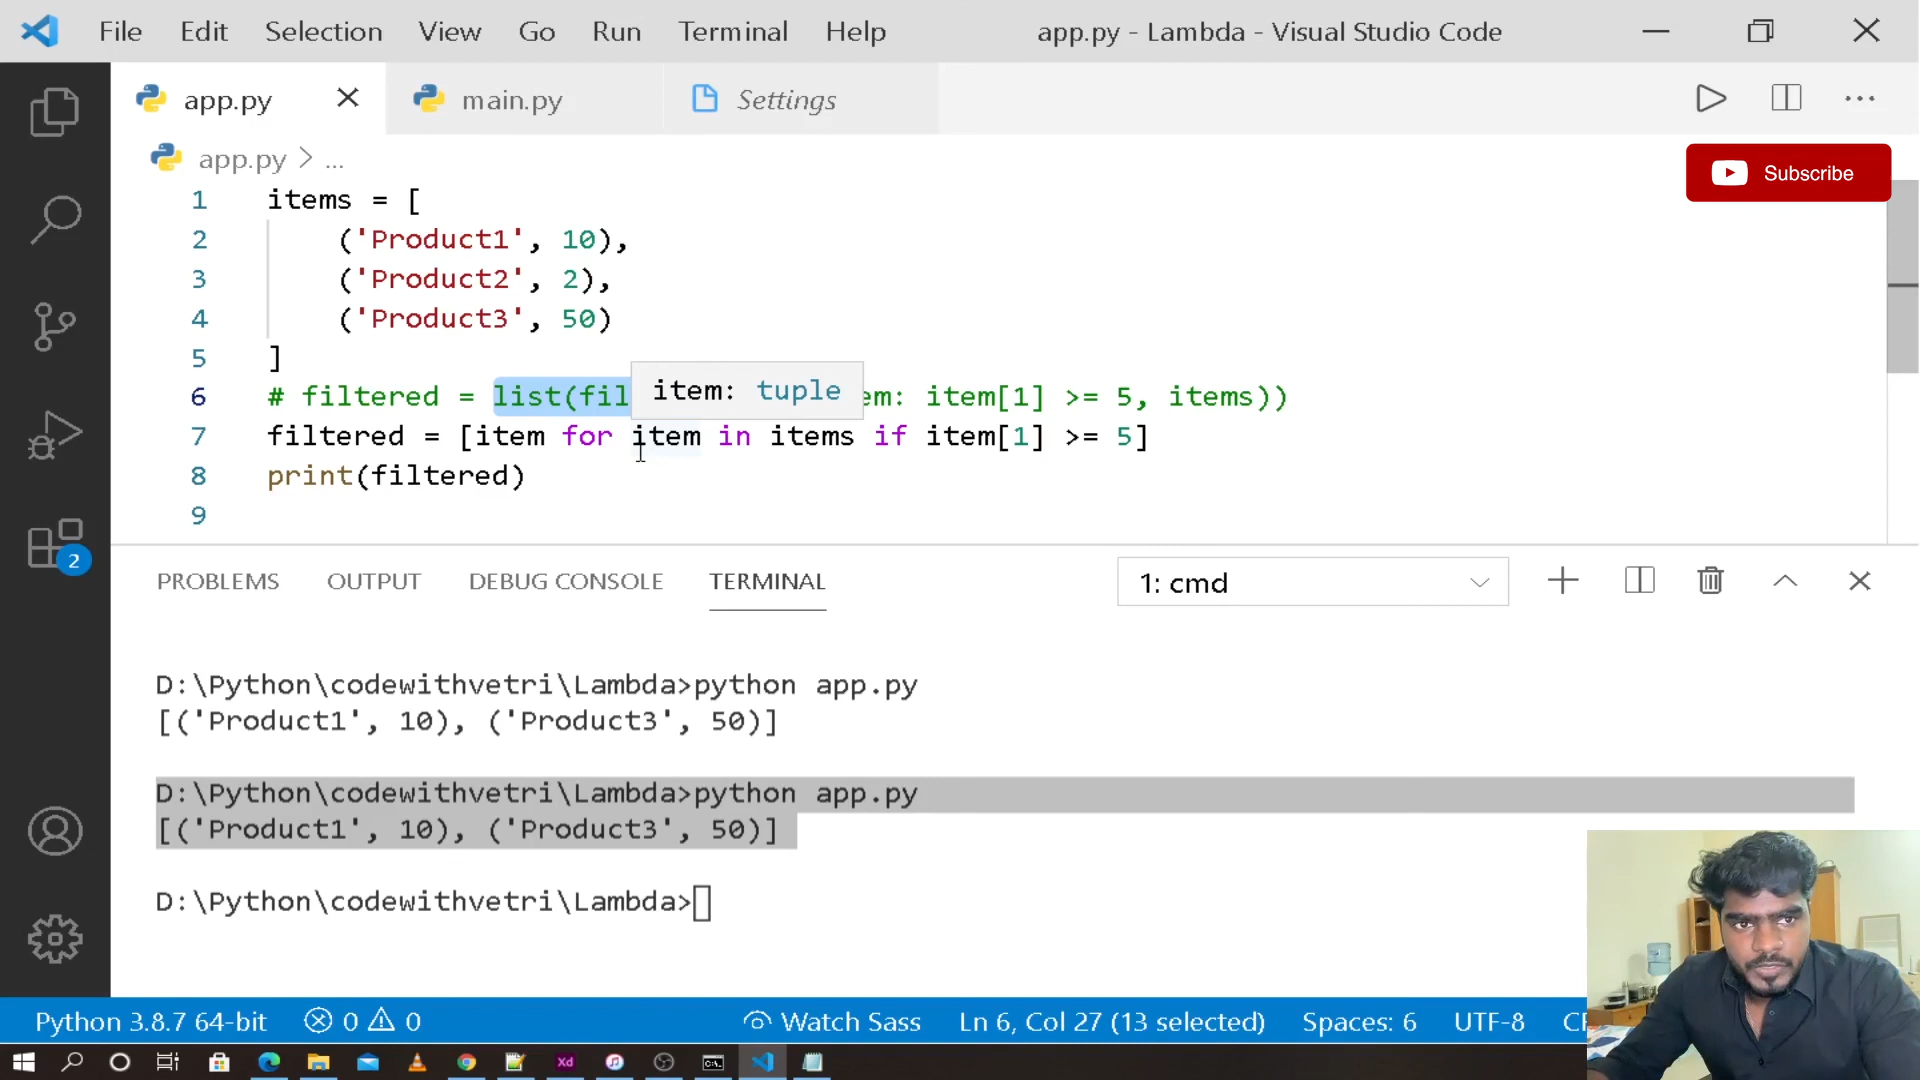 File Edit Selection View Go Run Terminal Help app.py - Lambda - Visual Studio Code
app.py main.py Settings
app.py > ...
Subscribe
1 items = [
2 ('Product1', 10),
3 ('Product2', 2),
4 ('Product3', 50)
5 ]
item: tuple
6 # filtered = list(fil em: item[1] >= 5, items))
7 filtered = [item for item in items if item[1] >= 5]
8 print(filtered)
9
2
PROBLEMS OUTPUT DEBUG CONSOLE TERMINAL 1: cmd
D:\Python\codewithvetri\Lambda>python app.py
[('Product1', 10), ('Product3', 50)]
D:\Python\codewithvetri\Lambda>python app.py
[('Product1', 10), ('Product3', 50)]
D:\Python\codewithvetri\Lambda>
Python 3.8.7 64-bit 0 0 Watch Sass Ln 6, Col 27 (13 selected) Spaces: 6 UTF-8
Xd